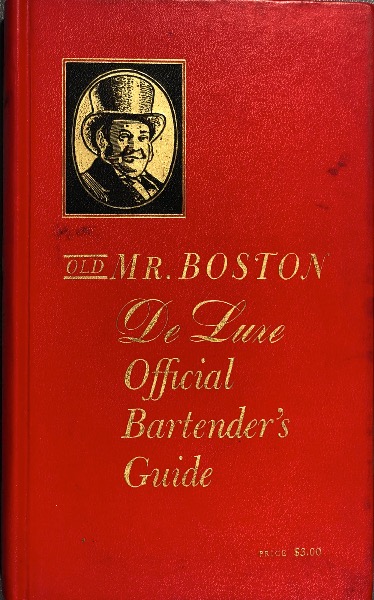 OLD MR. BOSTON
De Luxe
Official
Bartender's
Guide
PRICE $3.00